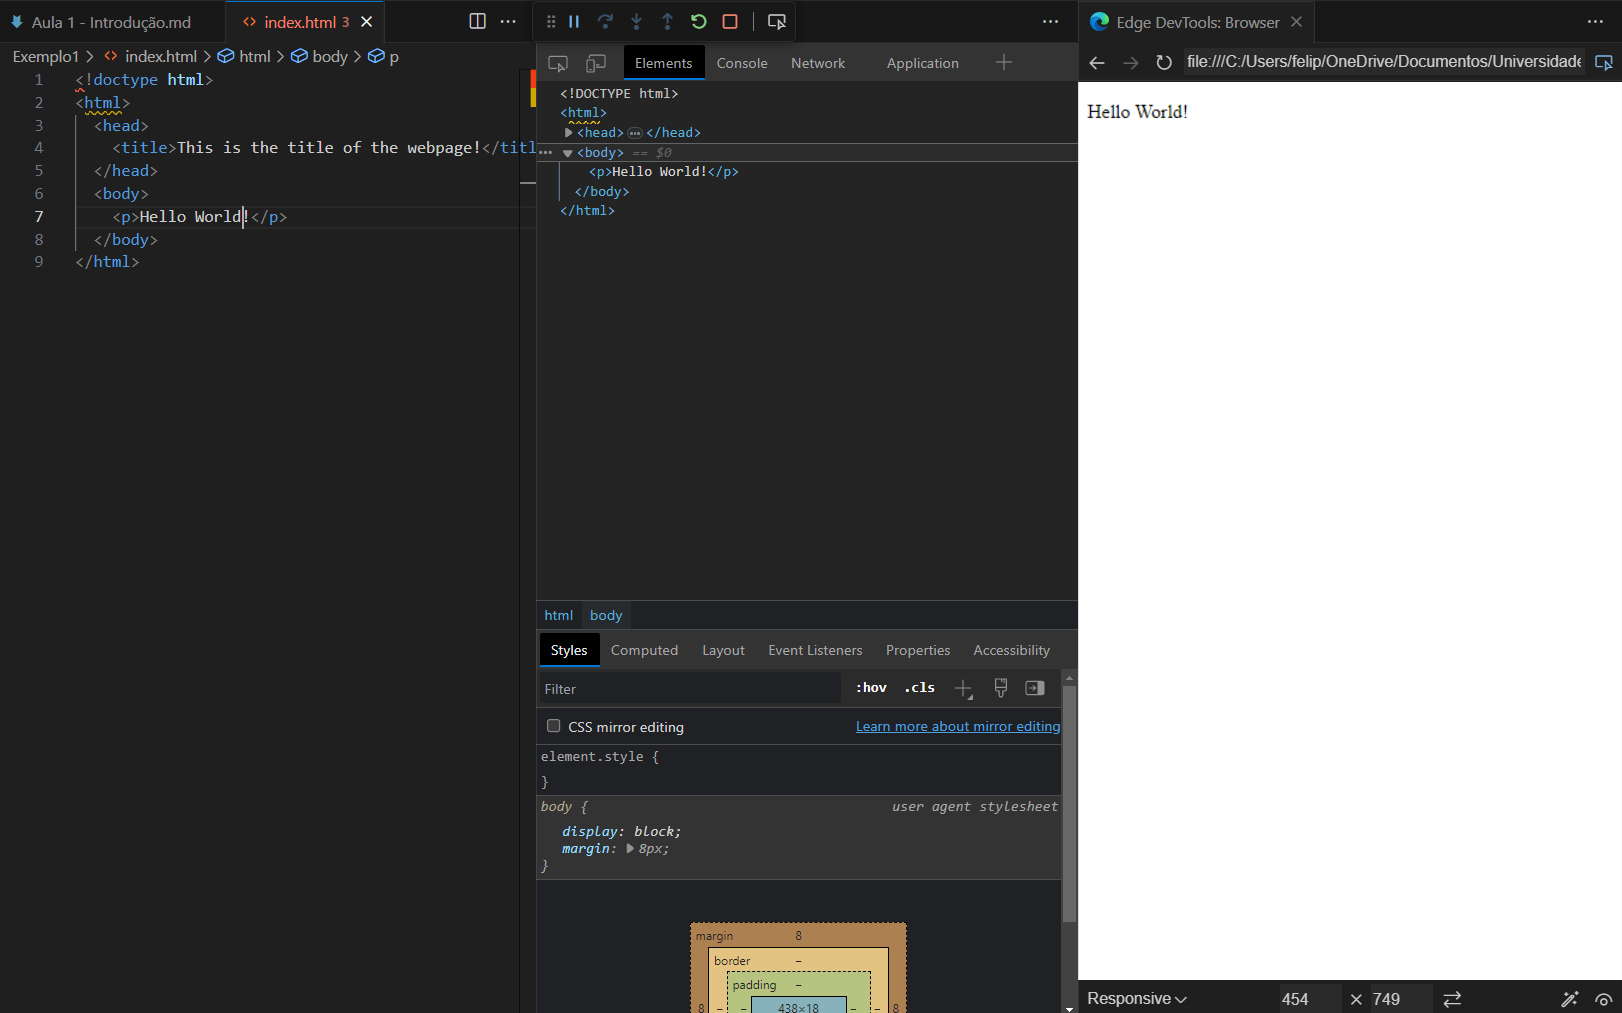 Aula 1 - Introdução.md
index.html 3
Exemplo1 > index.html > html > body > p
1 <!doctype html>
2 <html>
3 <head>
4 <title>This is the title of the webpage!</titl
5 </head>
6 <body>
7 <p>Hello World!</p>
8 </body>
9 </html>
Elements Console Network Application
<!DOCTYPE html>
<html>
<head> </head>
<body> == $0
<p>Hello World!</p>
</body>
</html>
html body
Styles Computed Layout Event Listeners Properties Accessibility
Filter :hov .cls
CSS mirror editing Learn more about mirror editing
element.style {
}
body { user agent stylesheet
display: block;
margin: 8px;
}
margin 8
border –
padding –
8 – – 438×18 – – 8
Edge DevTools: Browser
file:///C:/Users/felip/OneDrive/Documentos/Universidade
Hello World!
Responsive 454 × 749